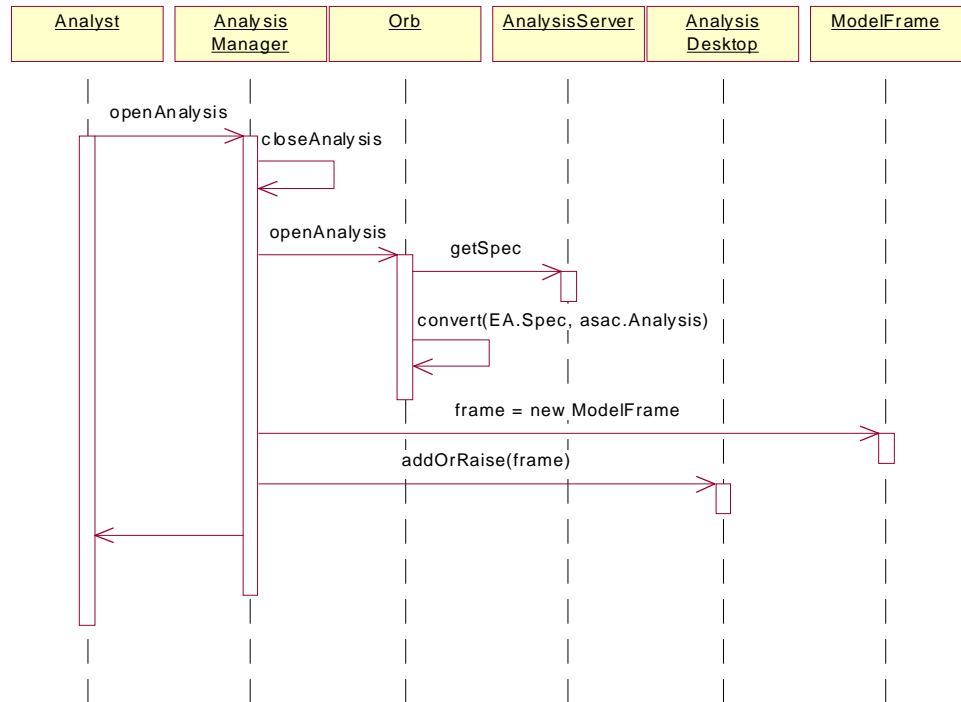 Analyst
Analysis
Manager
Orb
AnalysisServer
Analysis
Desktop
ModelFrame
openAnalysis
closeAnalysis
openAnalysis
getSpec
convert(EA.Spec, asac.Analysis)
frame = new ModelFrame
addOrRaise(frame)